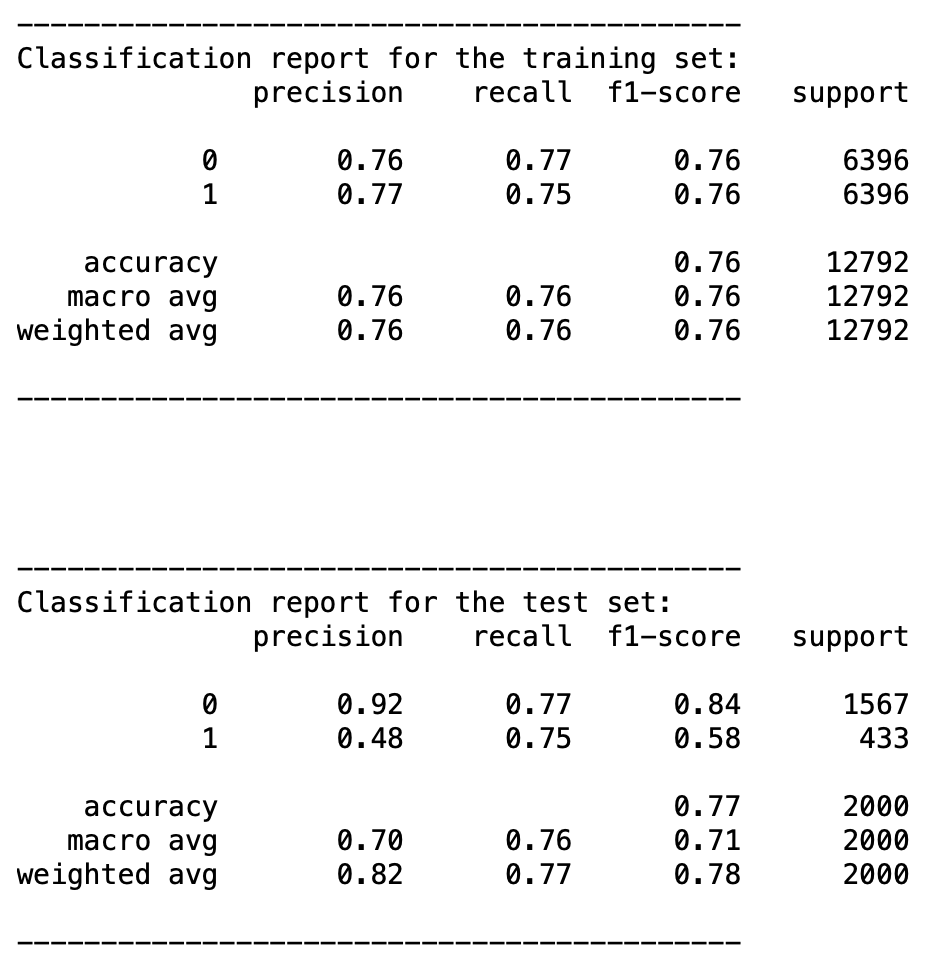 -------------------------------------------
Classification report for the training set:
              precision    recall  f1-score   support

           0       0.76      0.77      0.76      6396
           1       0.77      0.75      0.76      6396

    accuracy                           0.76     12792
   macro avg       0.76      0.76      0.76     12792
weighted avg       0.76      0.76      0.76     12792

-------------------------------------------

-------------------------------------------
Classification report for the test set:
              precision    recall  f1-score   support

           0       0.92      0.77      0.84      1567
           1       0.48      0.75      0.58       433

    accuracy                           0.77      2000
   macro avg       0.70      0.76      0.71      2000
weighted avg       0.82      0.77      0.78      2000

-------------------------------------------